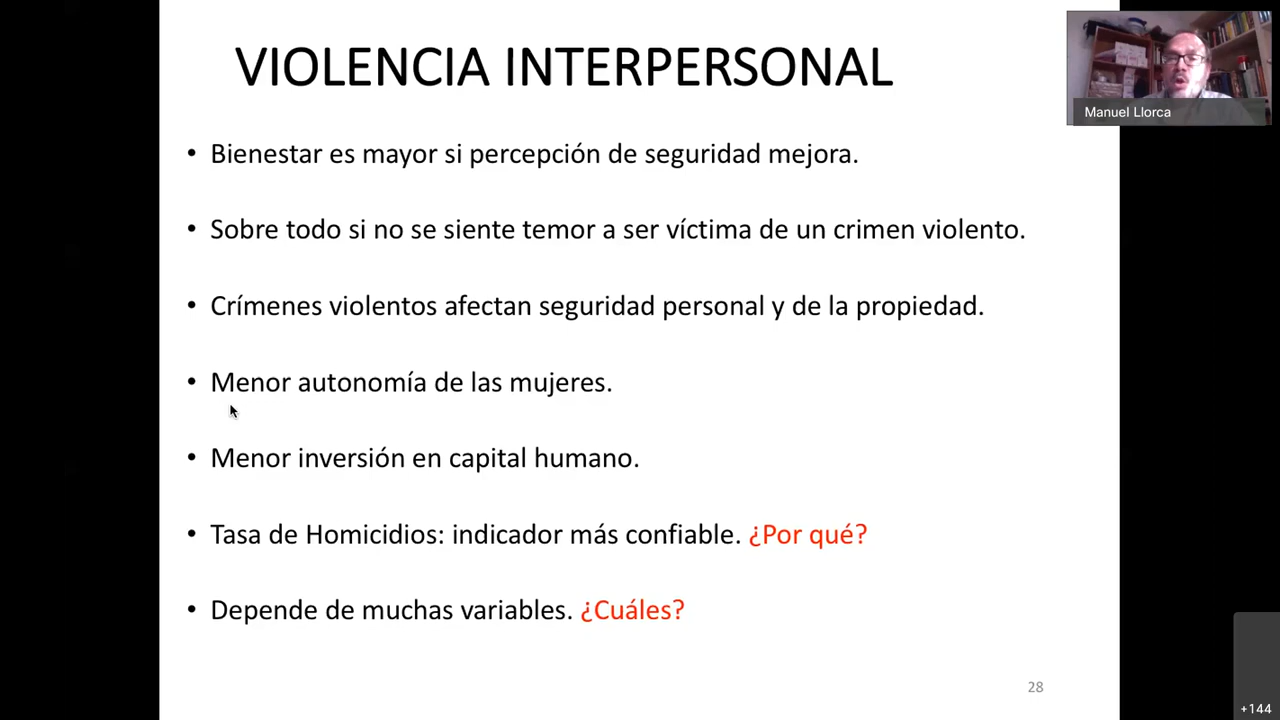 VIOLENCIA INTERPERSONAL
Manuel Llorca
• Bienestar es mayor si percepción de seguridad mejora.
• Sobre todo si no se siente temor a ser víctima de un crimen violento.
• Crímenes violentos afectan seguridad personal y de la propiedad.
• Menor autonomía de las mujeres.
• Menor inversión en capital humano.
• Tasa de Homicidios: indicador más confiable. ¿Por qué?
• Depende de muchas variables. ¿Cuáles?
28
+144